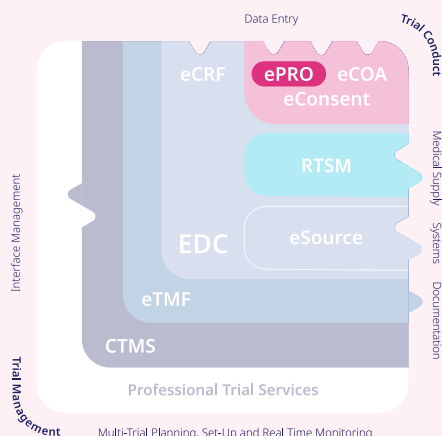 Data Entry
Trial Conduct
eCRF
ePRO
eCOA
eConsent
RTSM
Medical Supply
EDC
eSource
Systems
Interface Management
eTMF
Documentation
CTMS
Professional Trial Services
Trial Management
Multi-Trial Planning, Set-Up and Real Time Monitoring